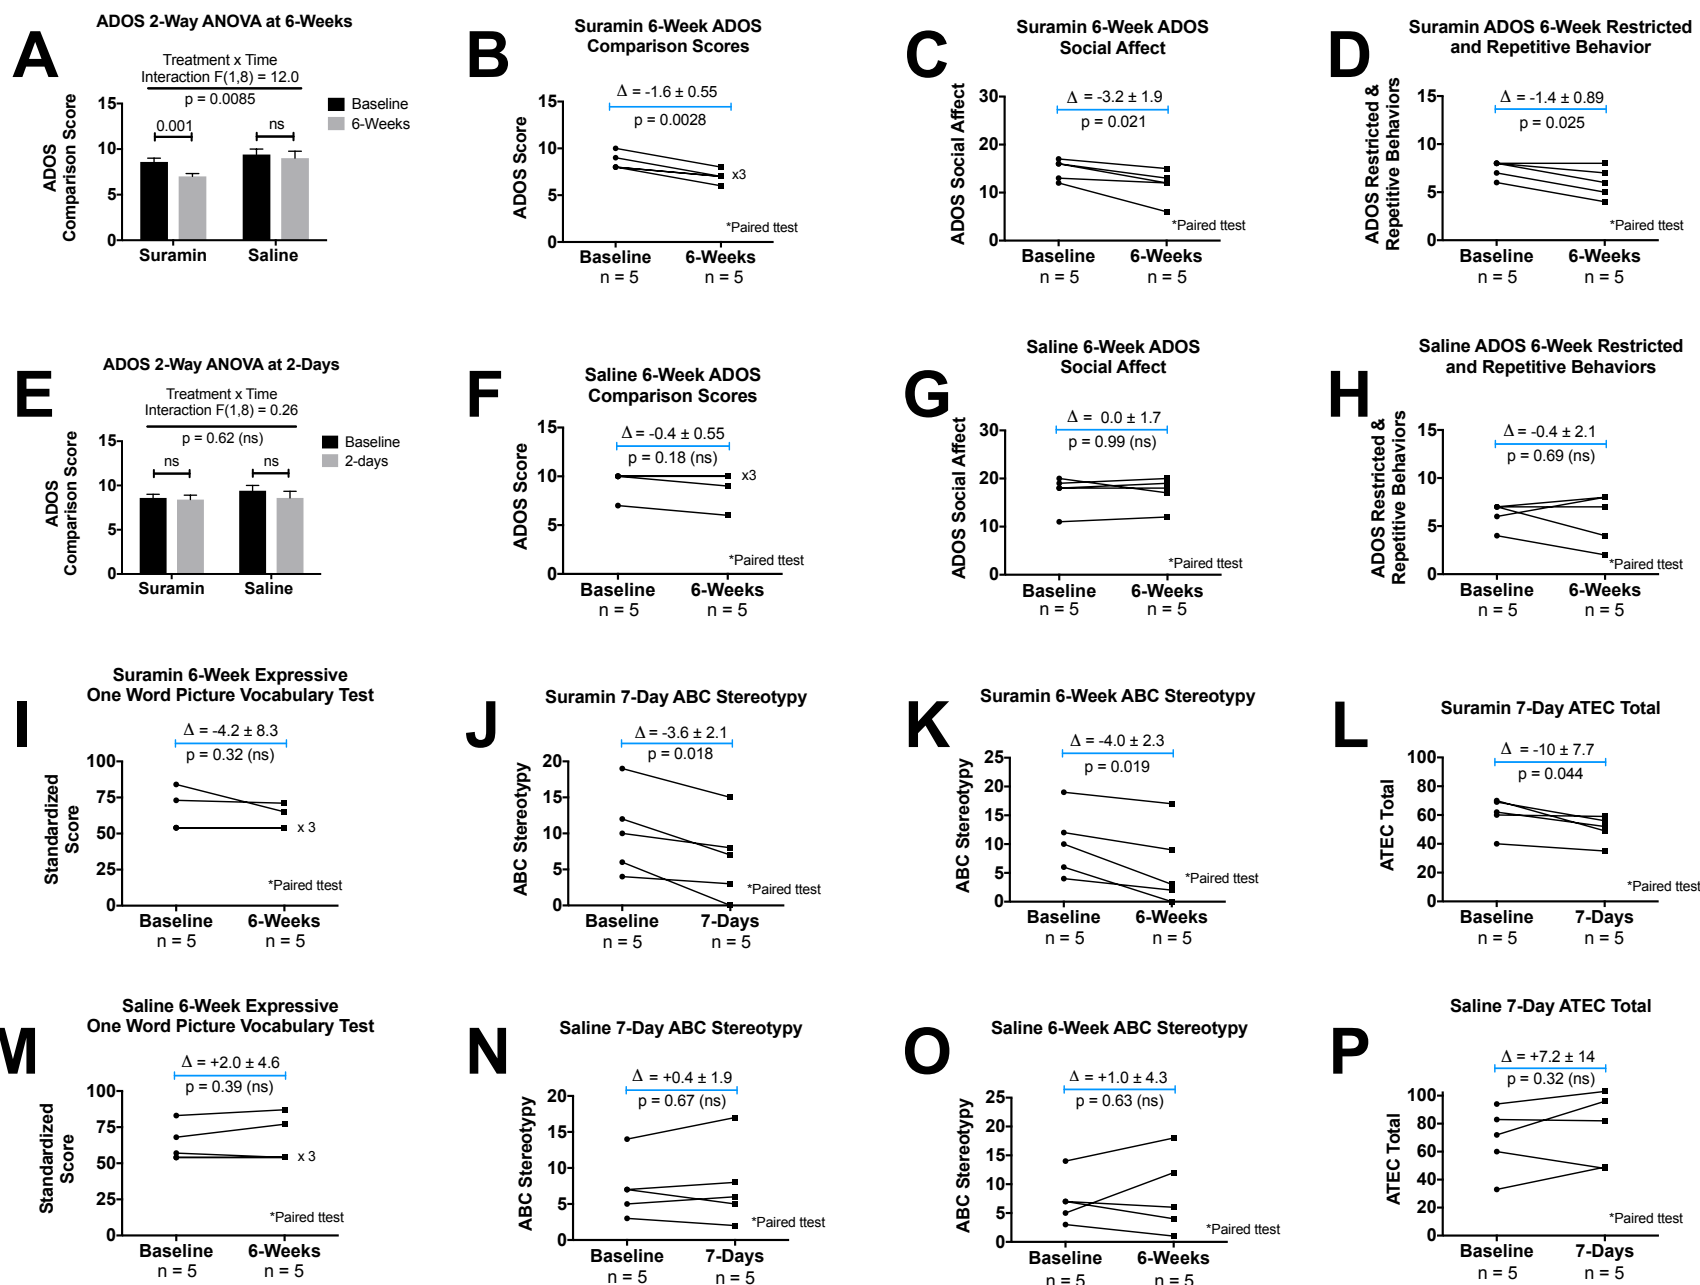 A
ADOS 2-Way ANOVA at 6-Weeks
Treatment x Time
Interaction F(1,8) = 12.0
p = 0.0085
0.001
ns
Baseline
6-Weeks
ADOS
Comparison Score
15
10
5
0
Suramin
Saline
B
Suramin 6-Week ADOS
Comparison Scores
Δ = -1.6 ± 0.55
p = 0.0028
ADOS Score
15
10
5
0
x3
*Paired ttest
Baseline
6-Weeks
n = 5
n = 5
C
Suramin 6-Week ADOS
Social Affect
Δ = -3.2 ± 1.9
p = 0.021
ADOS Social Affect
30
20
10
0
*Paired ttest
Baseline
6-Weeks
n = 5
n = 5
D
Suramin ADOS 6-Week Restricted
and Repetitive Behavior
Δ = -1.4 ± 0.89
p = 0.025
ADOS Restricted &
Repetitive Behaviors
15
10
5
0
*Paired ttest
Baseline
6-Weeks
n = 5
n = 5
E
ADOS 2-Way ANOVA at 2-Days
Treatment x Time
Interaction F(1,8) = 0.26
p = 0.62 (ns)
ns
ns
Baseline
2-days
ADOS
Comparison Score
15
10
5
0
Suramin
Saline
F
Saline 6-Week ADOS
Comparison Scores
Δ = -0.4 ± 0.55
p = 0.18 (ns)
ADOS Score
15
10
5
0
x3
*Paired ttest
Baseline
6-Weeks
n = 5
n = 5
G
Saline 6-Week ADOS
Social Affect
Δ = 0.0 ± 1.7
p = 0.99 (ns)
ADOS Social Affect
30
20
10
0
*Paired ttest
Baseline
6-Weeks
n = 5
n = 5
H
Saline ADOS 6-Week Restricted
and Repetitive Behaviors
Δ = -0.4 ± 2.1
p = 0.69 (ns)
ADOS Restricted &
Repetitive Behaviors
15
10
5
0
*Paired ttest
Baseline
6-Weeks
n = 5
n = 5
I
Suramin 6-Week Expressive
One Word Picture Vocabulary Test
Δ = -4.2 ± 8.3
p = 0.32 (ns)
Standardized
Score
100
75
50
25
0
x 3
*Paired ttest
Baseline
6-Weeks
n = 5
n = 5
J
Suramin 7-Day ABC Stereotypy
Δ = -3.6 ± 2.1
p = 0.018
ABC Stereotypy
20
15
10
5
0
*Paired ttest
Baseline
7-Days
n = 5
n = 5
K
Suramin 6-Week ABC Stereotypy
Δ = -4.0 ± 2.3
p = 0.019
ABC Stereotypy
25
20
15
10
5
0
*Paired ttest
Baseline
6-Weeks
n = 5
n = 5
L
Suramin 7-Day ATEC Total
Δ = -10 ± 7.7
p = 0.044
ATEC Total
100
80
60
40
20
0
*Paired ttest
Baseline
7-Days
n = 5
n = 5
M
Saline 6-Week Expressive
One Word Picture Vocabulary Test
Δ = +2.0 ± 4.6
p = 0.39 (ns)
Standardized
Score
100
75
50
25
0
x 3
*Paired ttest
Baseline
6-Weeks
n = 5
n = 5
N
Saline 7-Day ABC Stereotypy
Δ = +0.4 ± 1.9
p = 0.67 (ns)
ABC Stereotypy
20
15
10
5
0
*Paired ttest
Baseline
7-Days
n = 5
n = 5
O
Saline 6-Week ABC Stereotypy
Δ = +1.0 ± 4.3
p = 0.63 (ns)
ABC Stereotypy
25
20
15
10
5
0
*Paired ttest
Baseline
6-Weeks
n = 5
n = 5
P
Saline 7-Day ATEC Total
Δ = +7.2 ± 14
p = 0.32 (ns)
ATEC Total
100
80
60
40
20
0
*Paired ttest
Baseline
7-Days
n = 5
n = 5